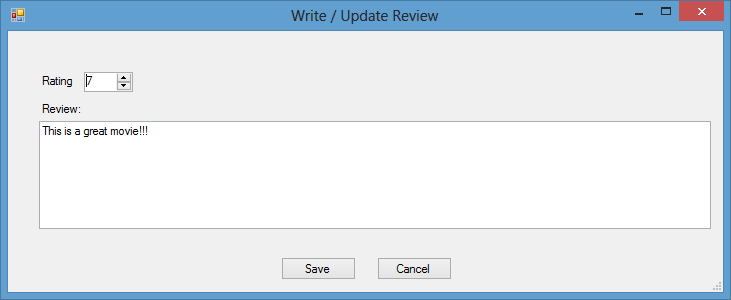 Write / Update Review
Rating 7
Review:
This is a great movie!!!
Save Cancel